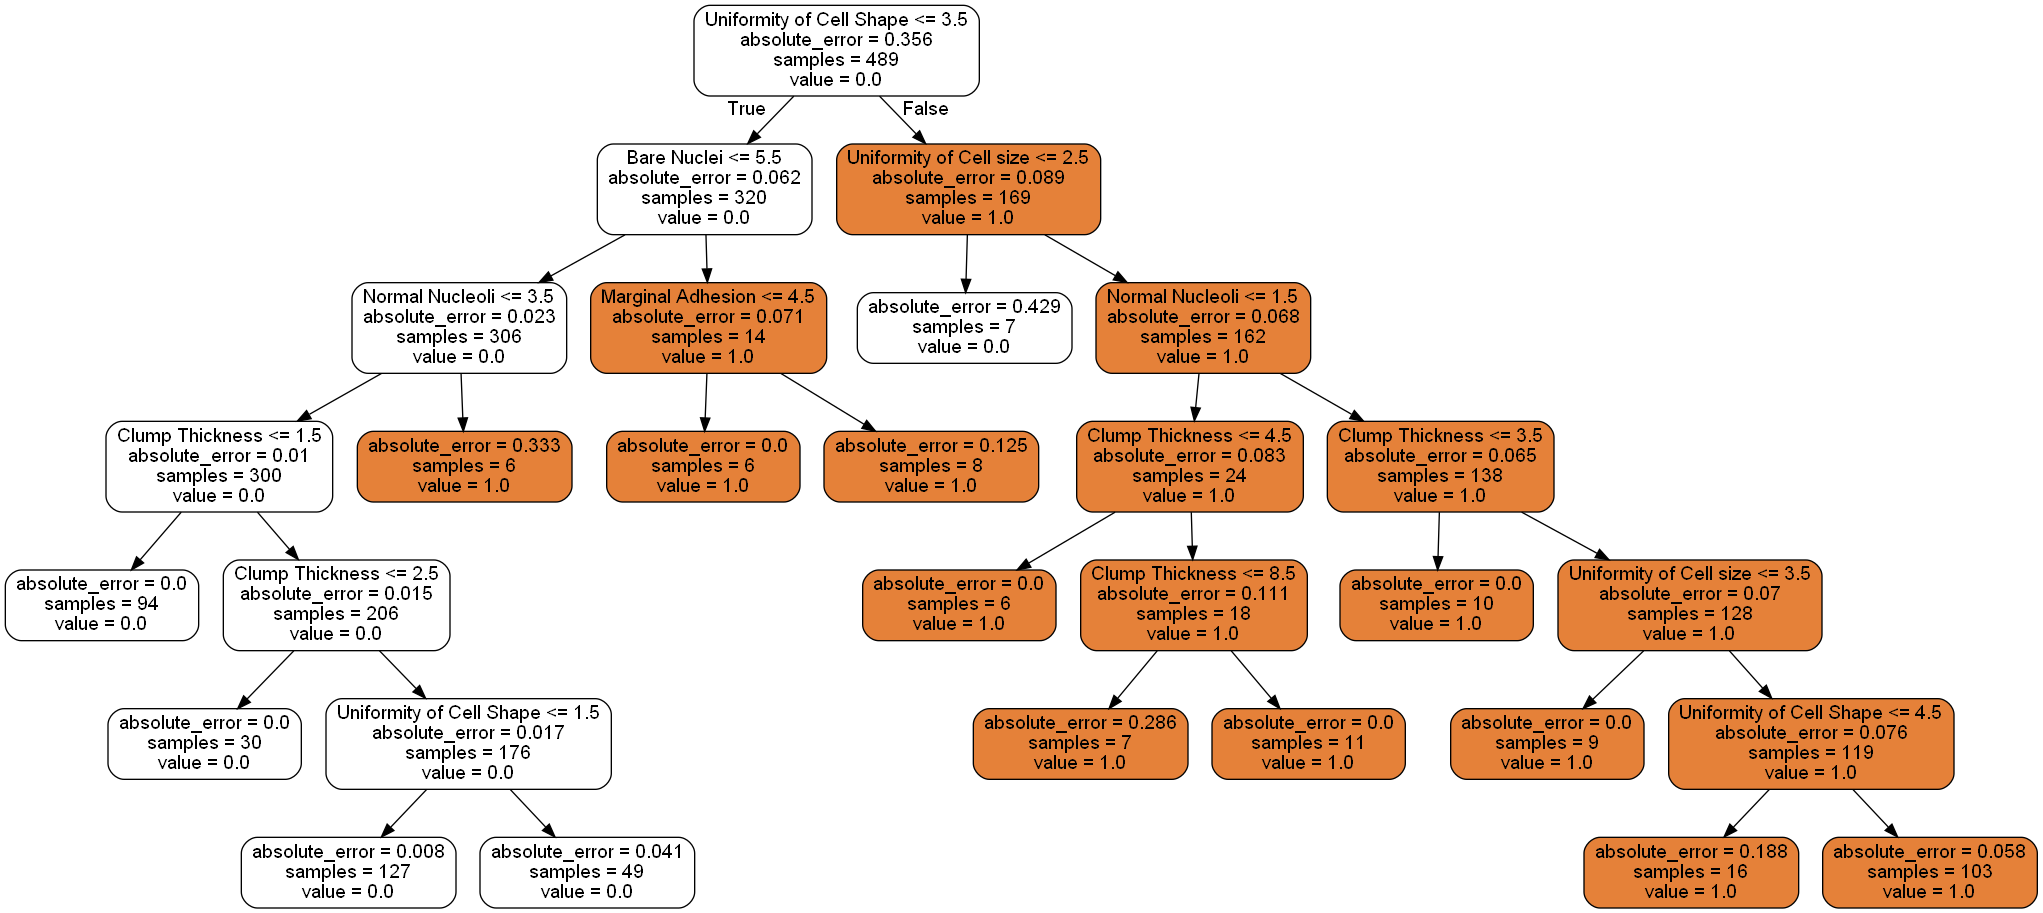 Uniformity of Cell Shape <= 3.5
absolute_error = 0.356
samples = 489
value = 0.0
True
False
Bare Nuclei <= 5.5
absolute_error = 0.062
samples = 320
value = 0.0
Uniformity of Cell size <= 2.5
absolute_error = 0.089
samples = 169
value = 1.0
Normal Nucleoli <= 3.5
absolute_error = 0.023
samples = 306
value = 0.0
Marginal Adhesion <= 4.5
absolute_error = 0.071
samples = 14
value = 1.0
absolute_error = 0.429
samples = 7
value = 0.0
Normal Nucleoli <= 1.5
absolute_error = 0.068
samples = 162
value = 1.0
Clump Thickness <= 1.5
absolute_error = 0.01
samples = 300
value = 0.0
absolute_error = 0.333
samples = 6
value = 1.0
absolute_error = 0.0
samples = 6
value = 1.0
absolute_error = 0.125
samples = 8
value = 1.0
Clump Thickness <= 4.5
absolute_error = 0.083
samples = 24
value = 1.0
Clump Thickness <= 3.5
absolute_error = 0.065
samples = 138
value = 1.0
absolute_error = 0.0
samples = 94
value = 0.0
Clump Thickness <= 2.5
absolute_error = 0.015
samples = 206
value = 0.0
absolute_error = 0.0
samples = 6
value = 1.0
Clump Thickness <= 8.5
absolute_error = 0.111
samples = 18
value = 1.0
absolute_error = 0.0
samples = 10
value = 1.0
Uniformity of Cell size <= 3.5
absolute_error = 0.07
samples = 128
value = 1.0
absolute_error = 0.0
samples = 30
value = 0.0
Uniformity of Cell Shape <= 1.5
absolute_error = 0.017
samples = 176
value = 0.0
absolute_error = 0.286
samples = 7
value = 1.0
absolute_error = 0.0
samples = 11
value = 1.0
absolute_error = 0.0
samples = 9
value = 1.0
Uniformity of Cell Shape <= 4.5
absolute_error = 0.076
samples = 119
value = 1.0
absolute_error = 0.008
samples = 127
value = 0.0
absolute_error = 0.041
samples = 49
value = 0.0
absolute_error = 0.188
samples = 16
value = 1.0
absolute_error = 0.058
samples = 103
value = 1.0